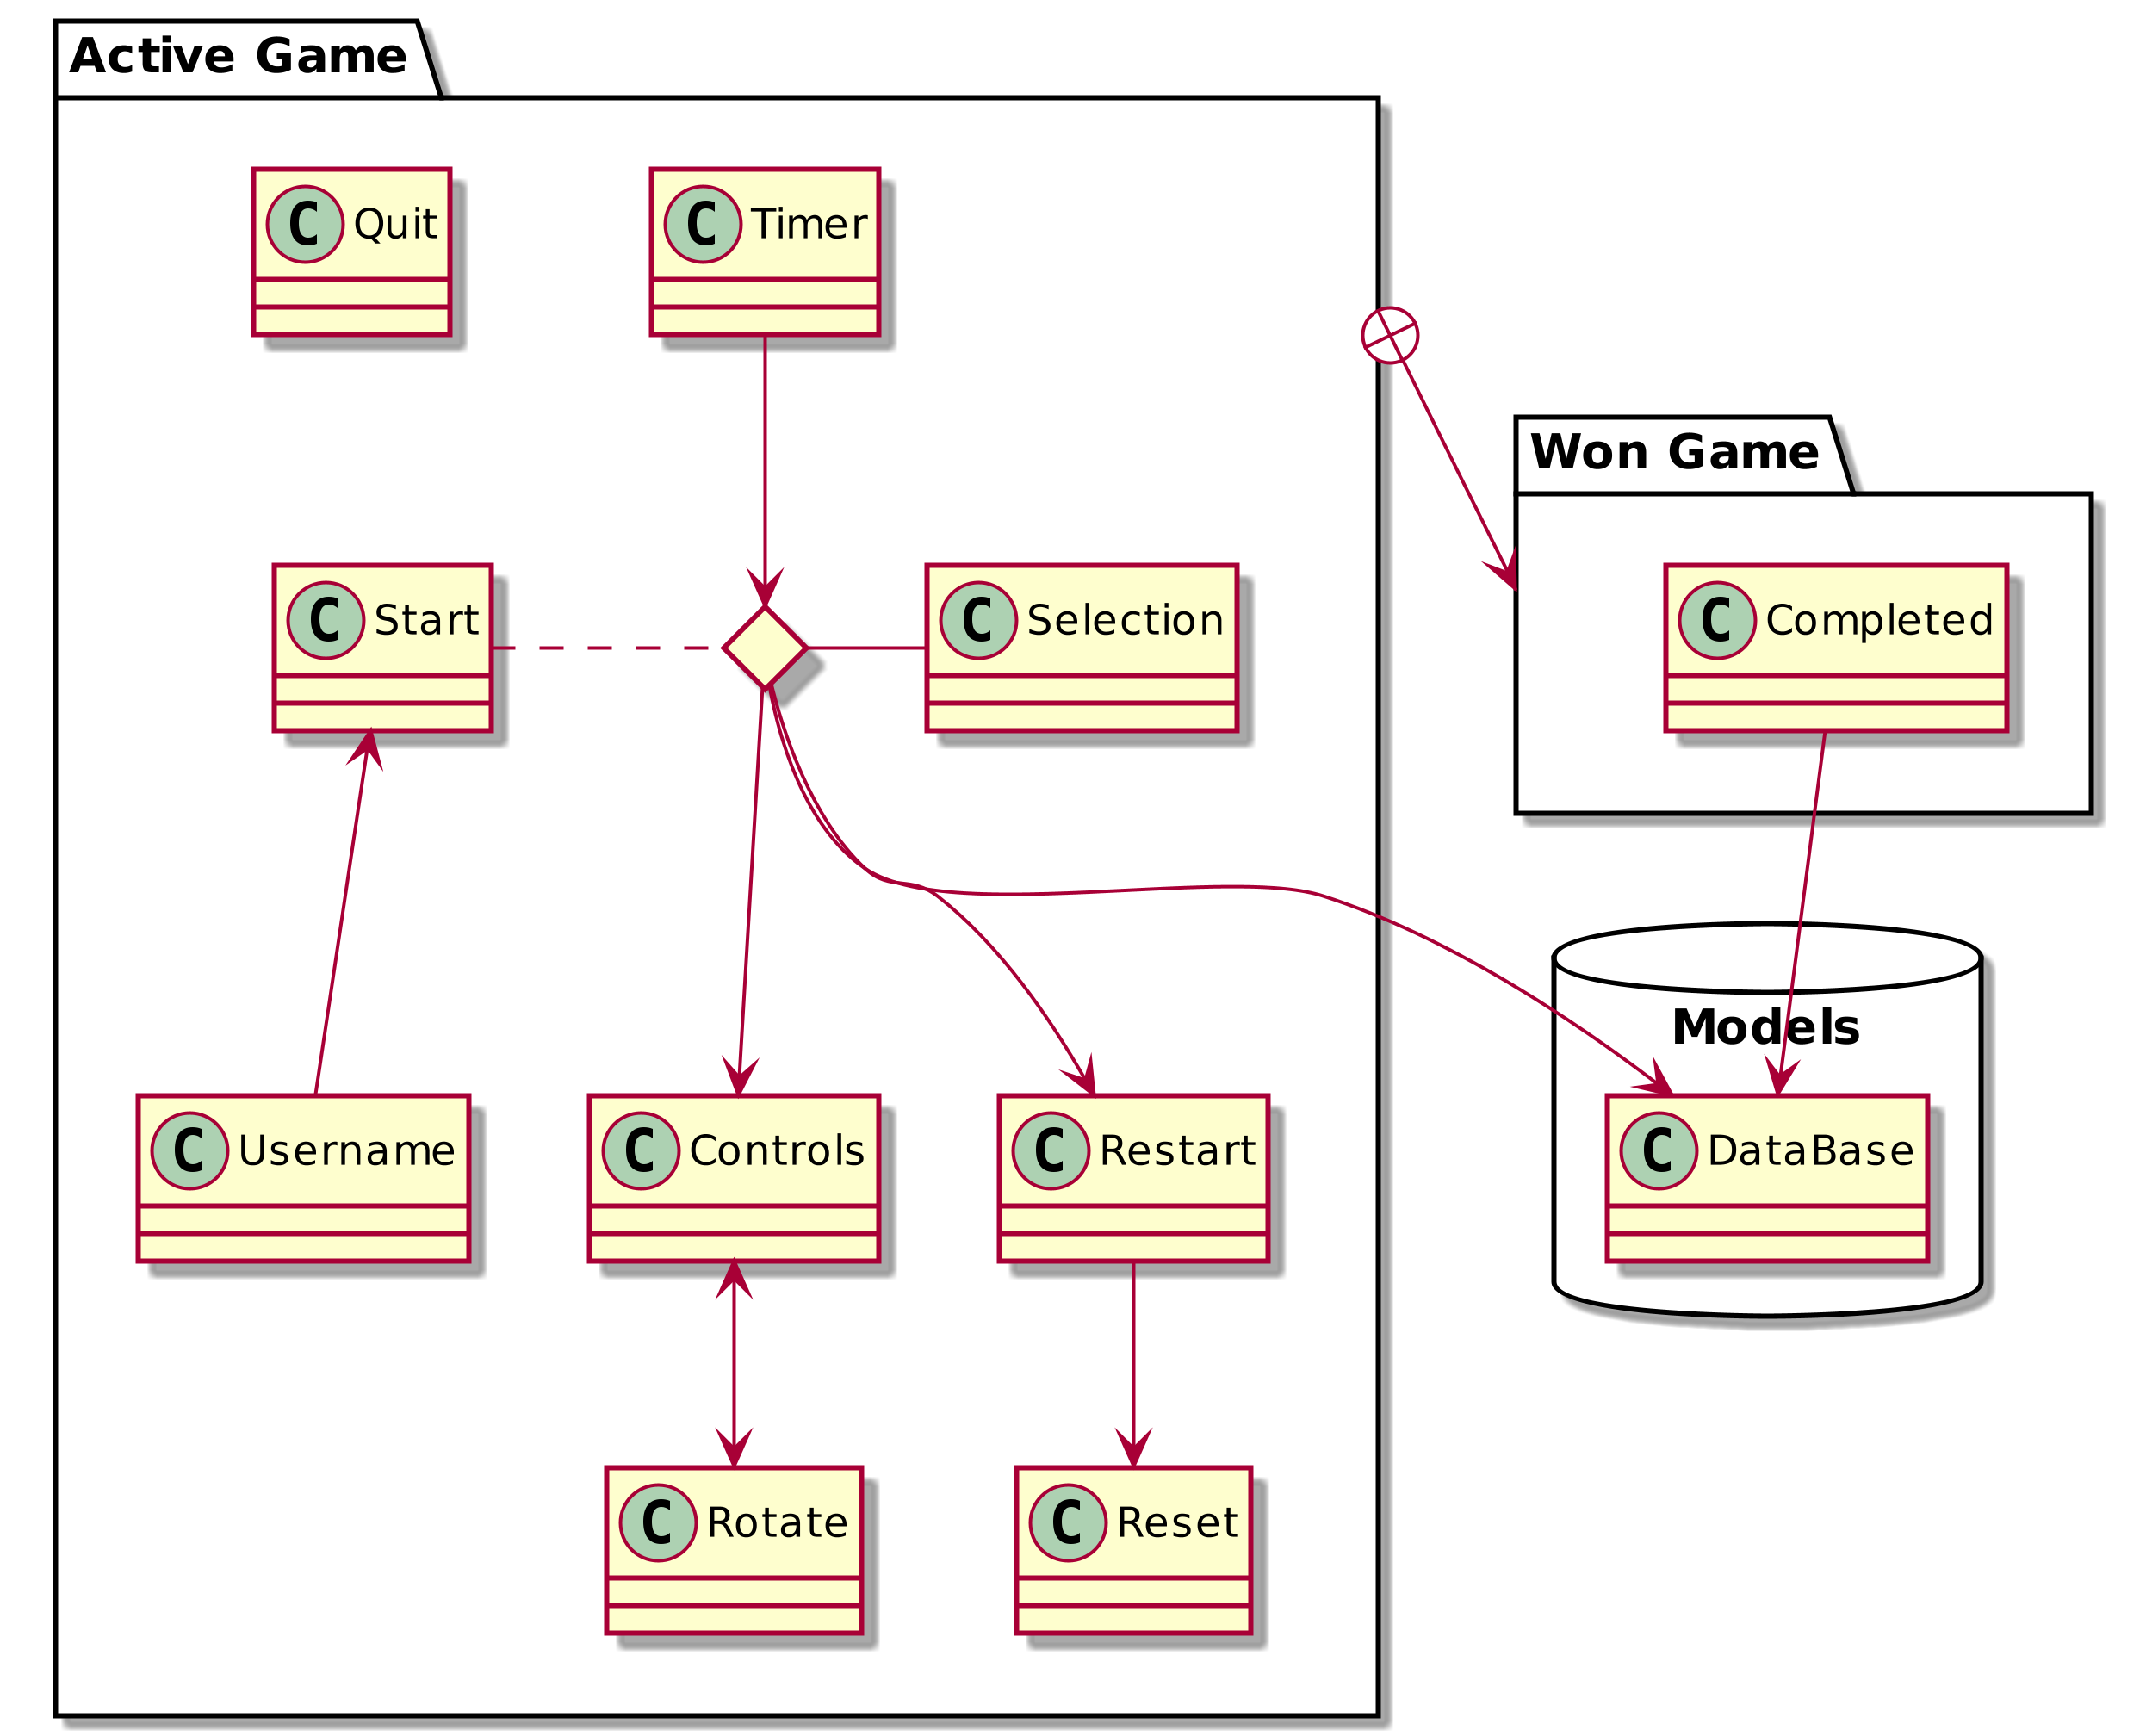 Active Game
C Quit
C Timer
Won Game
C Start
C Selection
C Completed
Models
C Username
C Controls
C Restart
C DataBase
C Rotate
C Reset